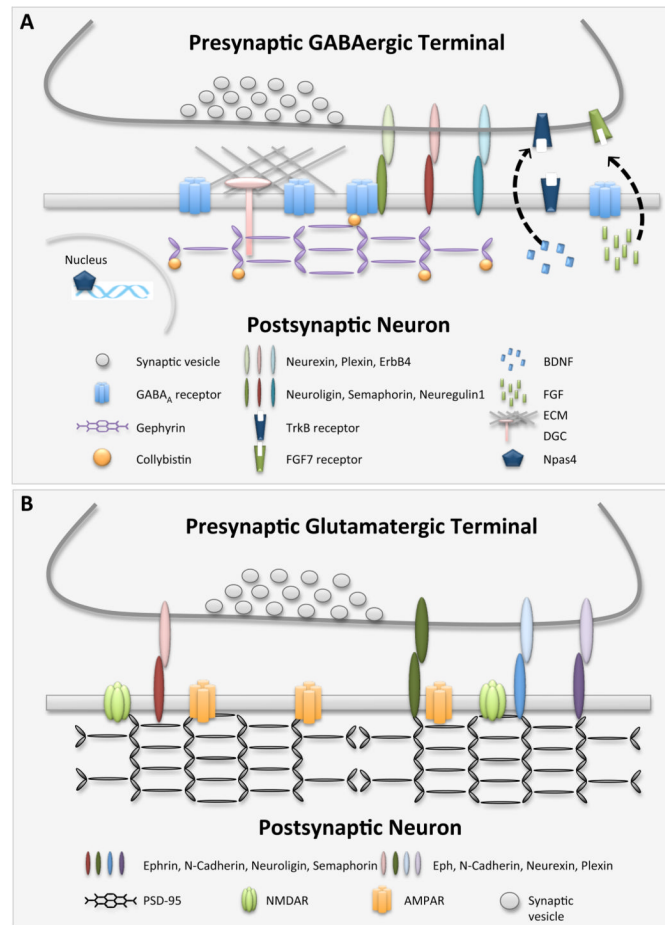 A
Presynaptic GABAergic Terminal
Nucleus
Postsynaptic Neuron
Synaptic vesicle
Neurexin, Plexin, ErbB4
BDNF
GABAA receptor
Neuroligin, Semaphorin, Neuregulin1
FGF
ECM
Gephyrin
TrkB receptor
DGC
Collybistin
FGF7 receptor
Npas4
B
Presynaptic Glutamatergic Terminal
Postsynaptic Neuron
Ephrin, N-Cadherin, Neuroligin, Semaphorin
Eph, N-Cadherin, Neurexin, Plexin
PSD-95
NMDAR
AMPAR
Synaptic
vesicle